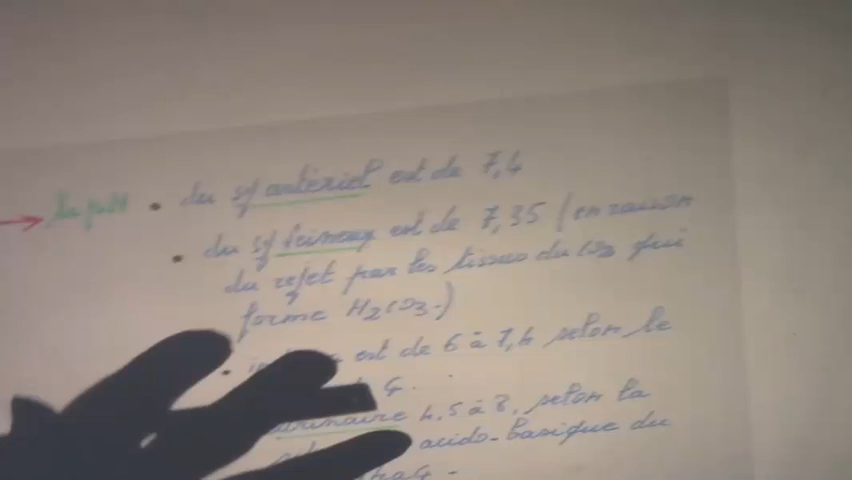 Le pH • du sg artériel est de 7,4
• du sg veineux est de 7,35 (en raison
du rejet par les tissus du CO2 qui
forme H2CO3.)
• est de 6 à 7,4 selon le
urinaire 4,5 à 8, selon la
acido-basique du